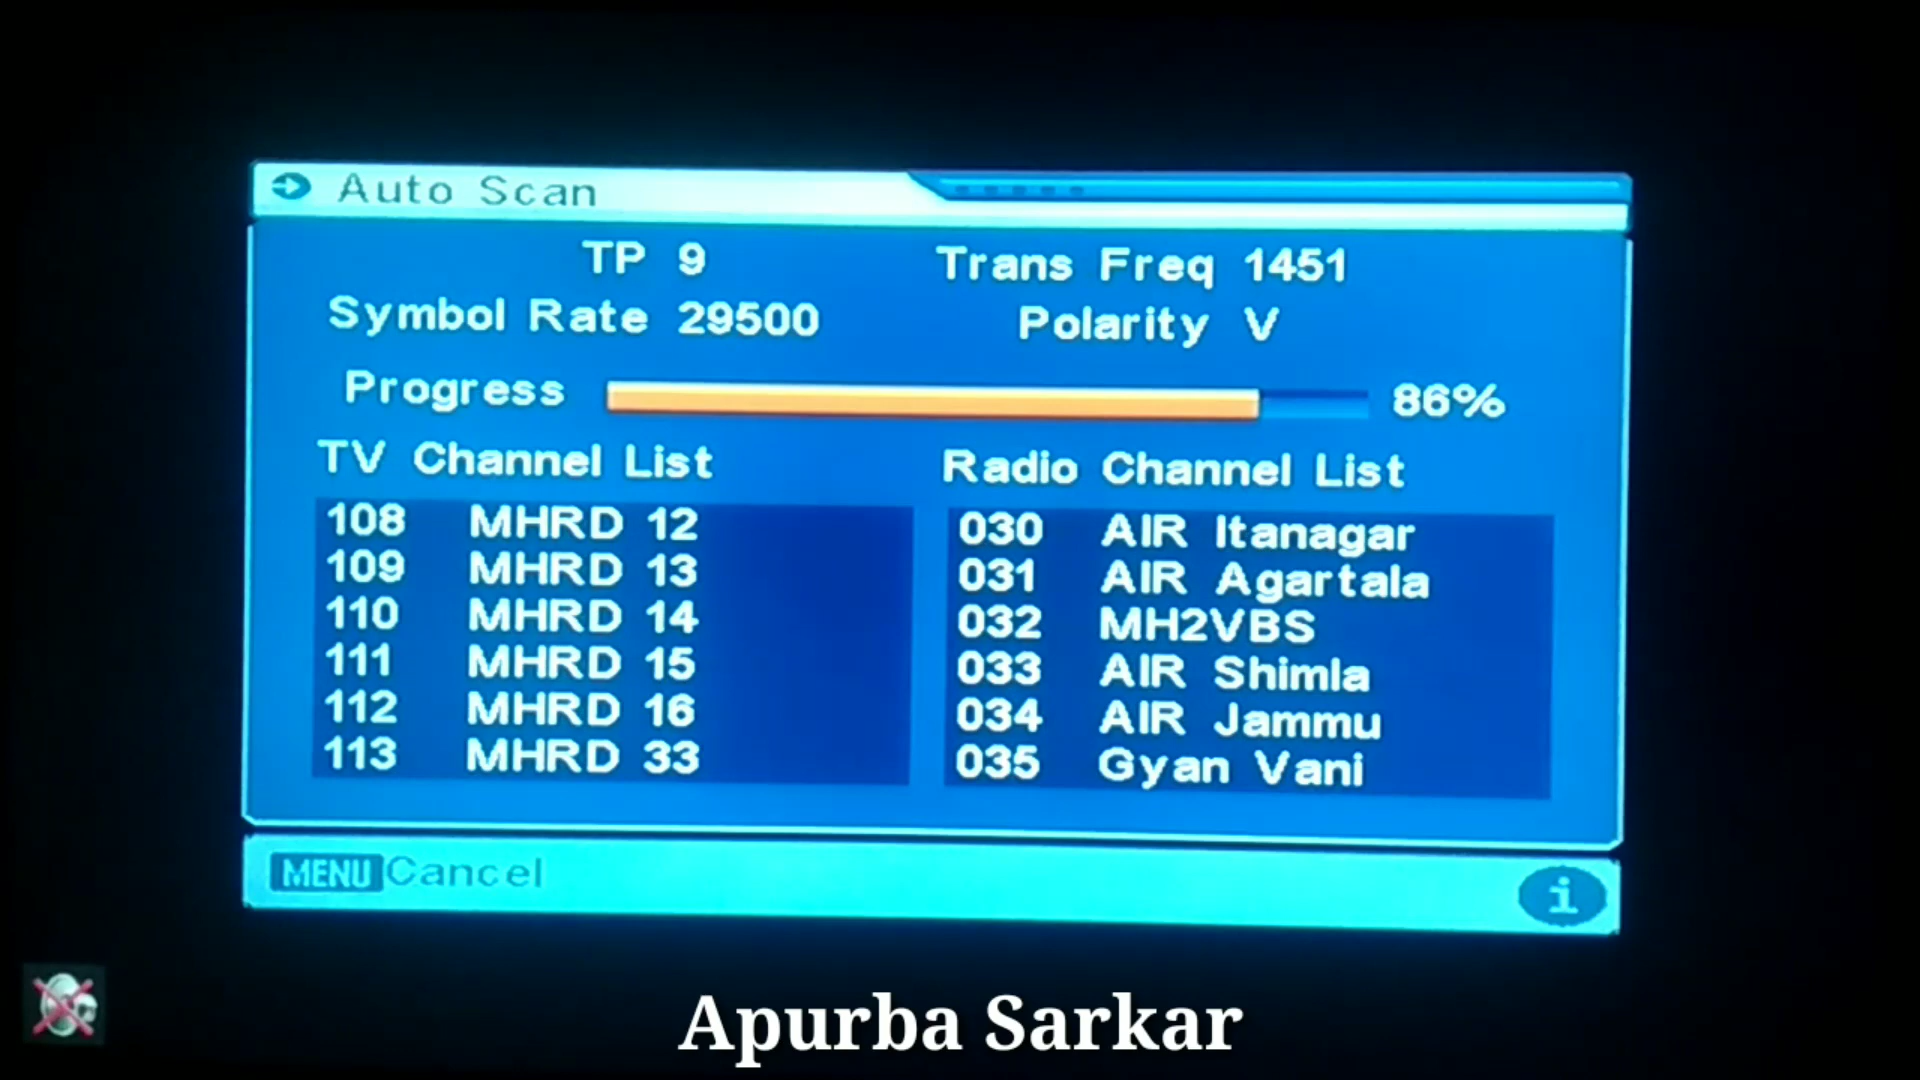 Auto Scan
TP 9
Trans Freq 1451
Symbol Rate 29500
Polarity V
Progress 86%
TV Channel List
108 MHRD 12
109 MHRD 13
110 MHRD 14
111 MHRD 15
112 MHRD 16
113 MHRD 33
Radio Channel List
030 AIR Itanagar
031 AIR Agartala
032 MH2VBS
033 AIR Shimla
034 AIR Jammu
035 Gyan Vani
MENU Cancel
i
Apurba Sarkar